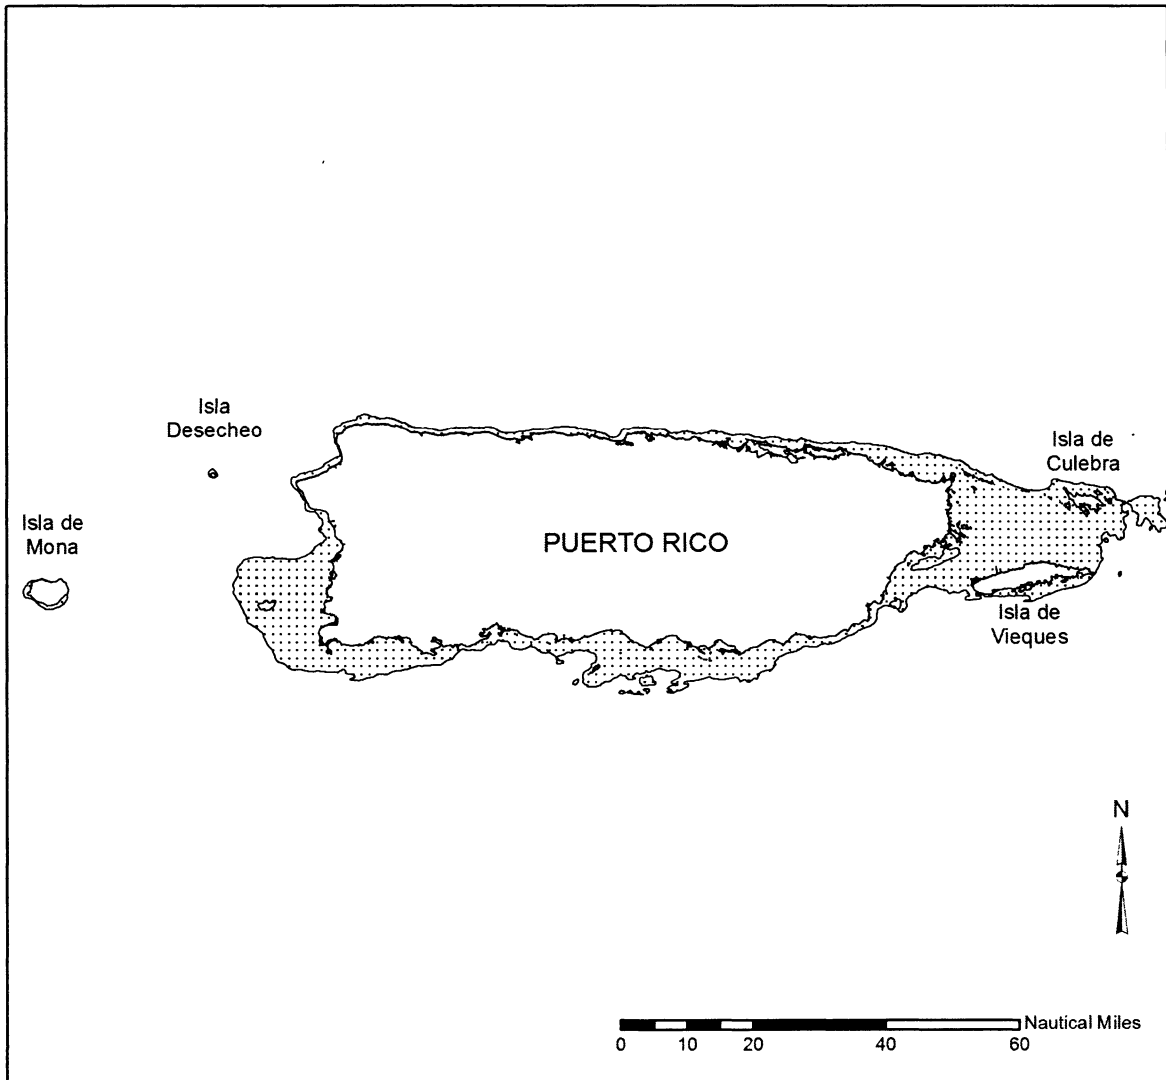 Isla
Desecheo
Isla de
Culebra
Isla de
Mona
PUERTO RICO
Isla de
Vieques
N
Nautical Miles
0 10 20 40 60